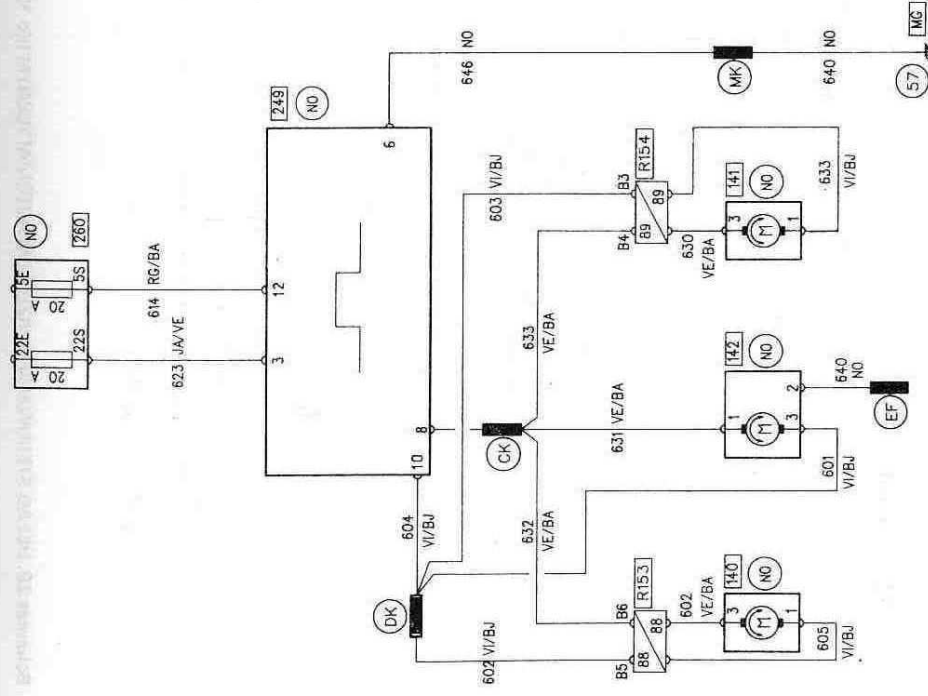 NO
260
5E
5S
20 A
22E
22S
20 A
614
RG/BA
623 JA/VE
249
NO
12
3
6
8
10
646
NO
MK
640
NO
57
MG
603 VI/BJ
604
VI/BJ
DK
CK
633
VE/BA
631 VE/BA
632
VE/BA
B3
B4
R154
89
89
630
VE/BA
141
NO
3
M
1
633
VI/BJ
142
NO
1
M
2
3
640
NO
EF
601
VI/BJ
602 VI/BJ
B6
B5
R153
88
88
602
VE/BA
140
NO
3
M
1
605
VI/BJ